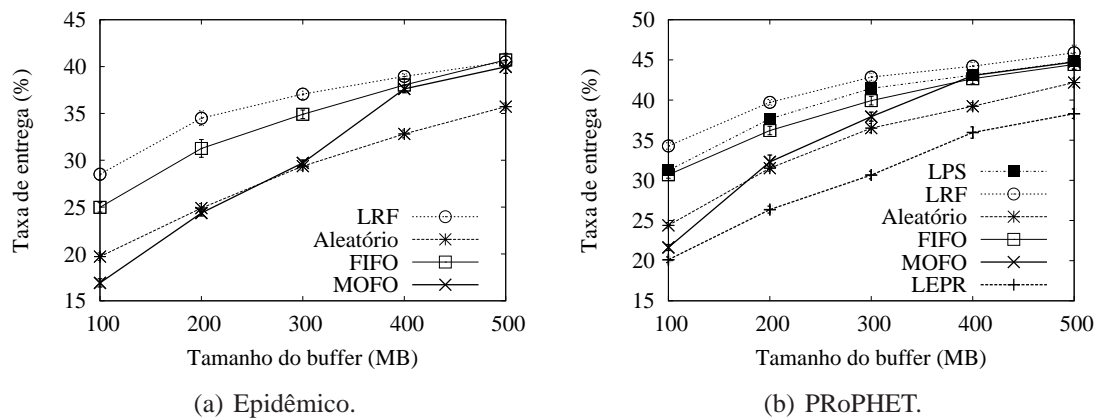 45
40
35
30
25
20
15
100
200
300
400
500
Taxa de entrega (%)
Tamanho do buffer (MB)
LRF
Aleatório
FIFO
MOFO
(a) Epidêmico.
50
45
40
35
30
25
20
15
100
200
300
400
500
Taxa de entrega (%)
Tamanho do buffer (MB)
LPS
LRF
Aleatório
FIFO
MOFO
LEPR
(b) PRoPHET.